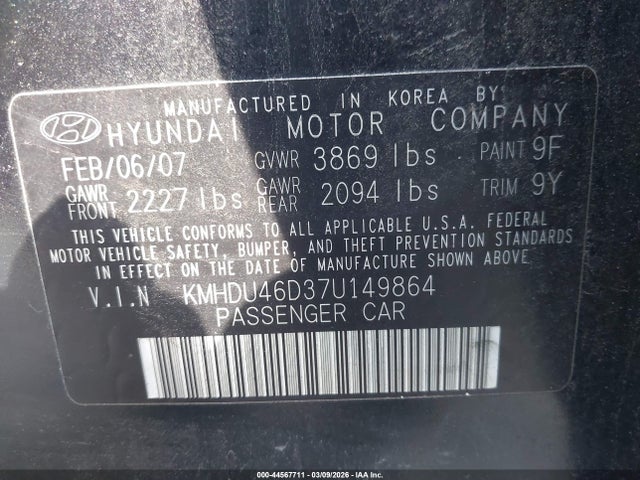 MANUFACTURED IN KOREA BY
HYUNDAI MOTOR COMPANY
FEB/06/07 GVWR 3869 lbs PAINT 9F
GAWR FRONT 2227 lbs GAWR REAR 2094 lbs TRIM 9Y
THIS VEHICLE CONFORMS TO ALL APPLICABLE U.S.A. FEDERAL
MOTOR VEHICLE SAFETY, BUMPER, AND THEFT PREVENTION STANDARDS
IN EFFECT ON THE DATE OF MANUFACTURE SHOWN ABOVE.
V.I.N KMHDU46D37U149864
PASSENGER CAR
000-44567711 - 03/09/2026 - IAA Inc.